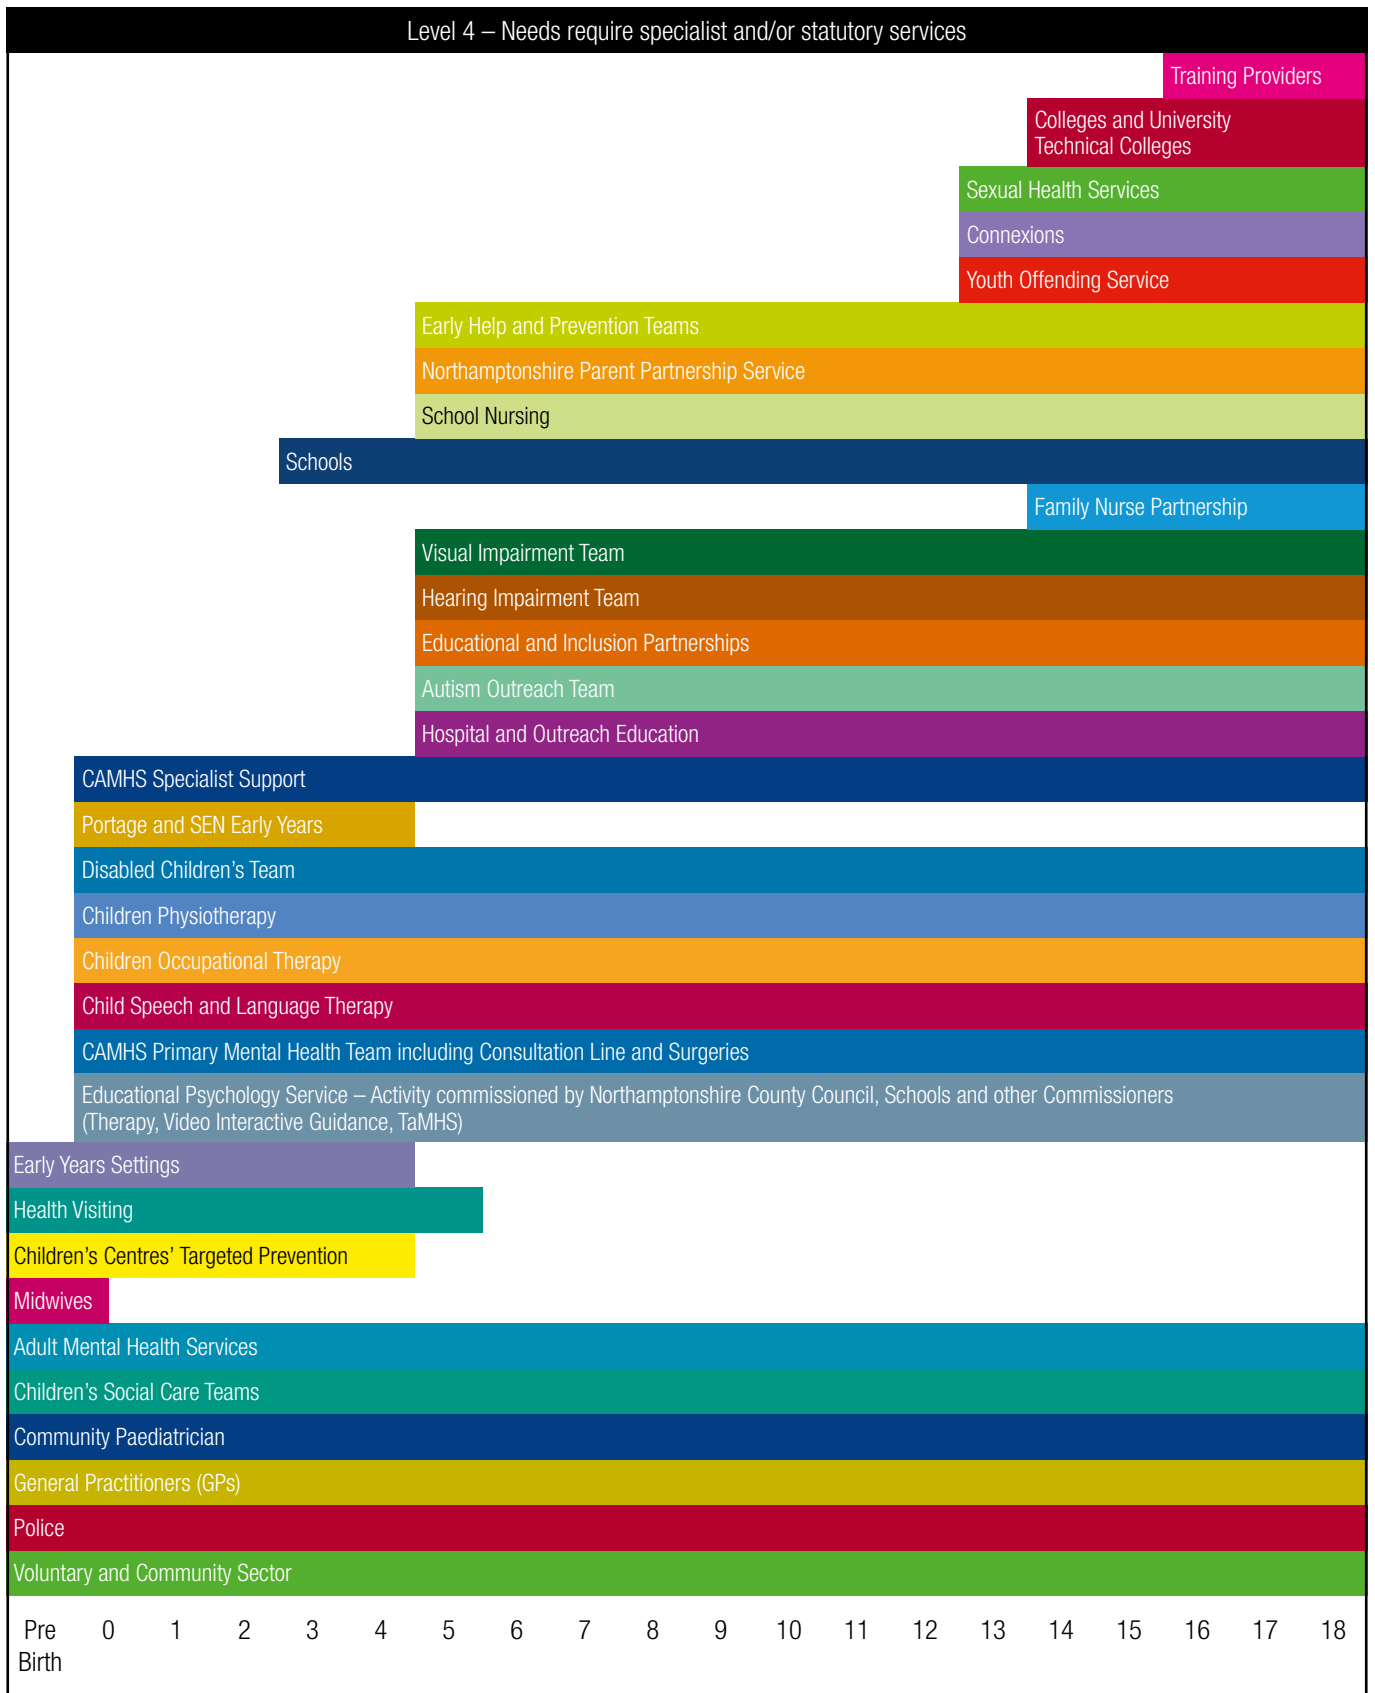 Level 4 – Needs require specialist and/or statutory services
Training Providers
Colleges and University
Technical Colleges
Sexual Health Services
Connexions
Youth Offending Service
Early Help and Prevention Teams
Northamptonshire Parent Partnership Service
School Nursing
Schools
Family Nurse Partnership
Visual Impairment Team
Hearing Impairment Team
Educational and Inclusion Partnerships
Autism Outreach Team
Hospital and Outreach Education
CAMHS Specialist Support
Portage and SEN Early Years
Disabled Children’s Team
Children Physiotherapy
Children Occupational Therapy
Child Speech and Language Therapy
CAMHS Primary Mental Health Team including Consultation Line and Surgeries
Educational Psychology Service – Activity commissioned by Northamptonshire County Council, Schools and other Commissioners
(Therapy, Video Interactive Guidance, TaMHS)
Early Years Settings
Health Visiting
Children’s Centres’ Targeted Prevention
Midwives
Adult Mental Health Services
Children’s Social Care Teams
Community Paediatrician
General Practitioners (GPs)
Police
Voluntary and Community Sector
Pre 0 1 2 3 4 5 6 7 8 9 10 11 12 13 14 15 16 17 18
Birth